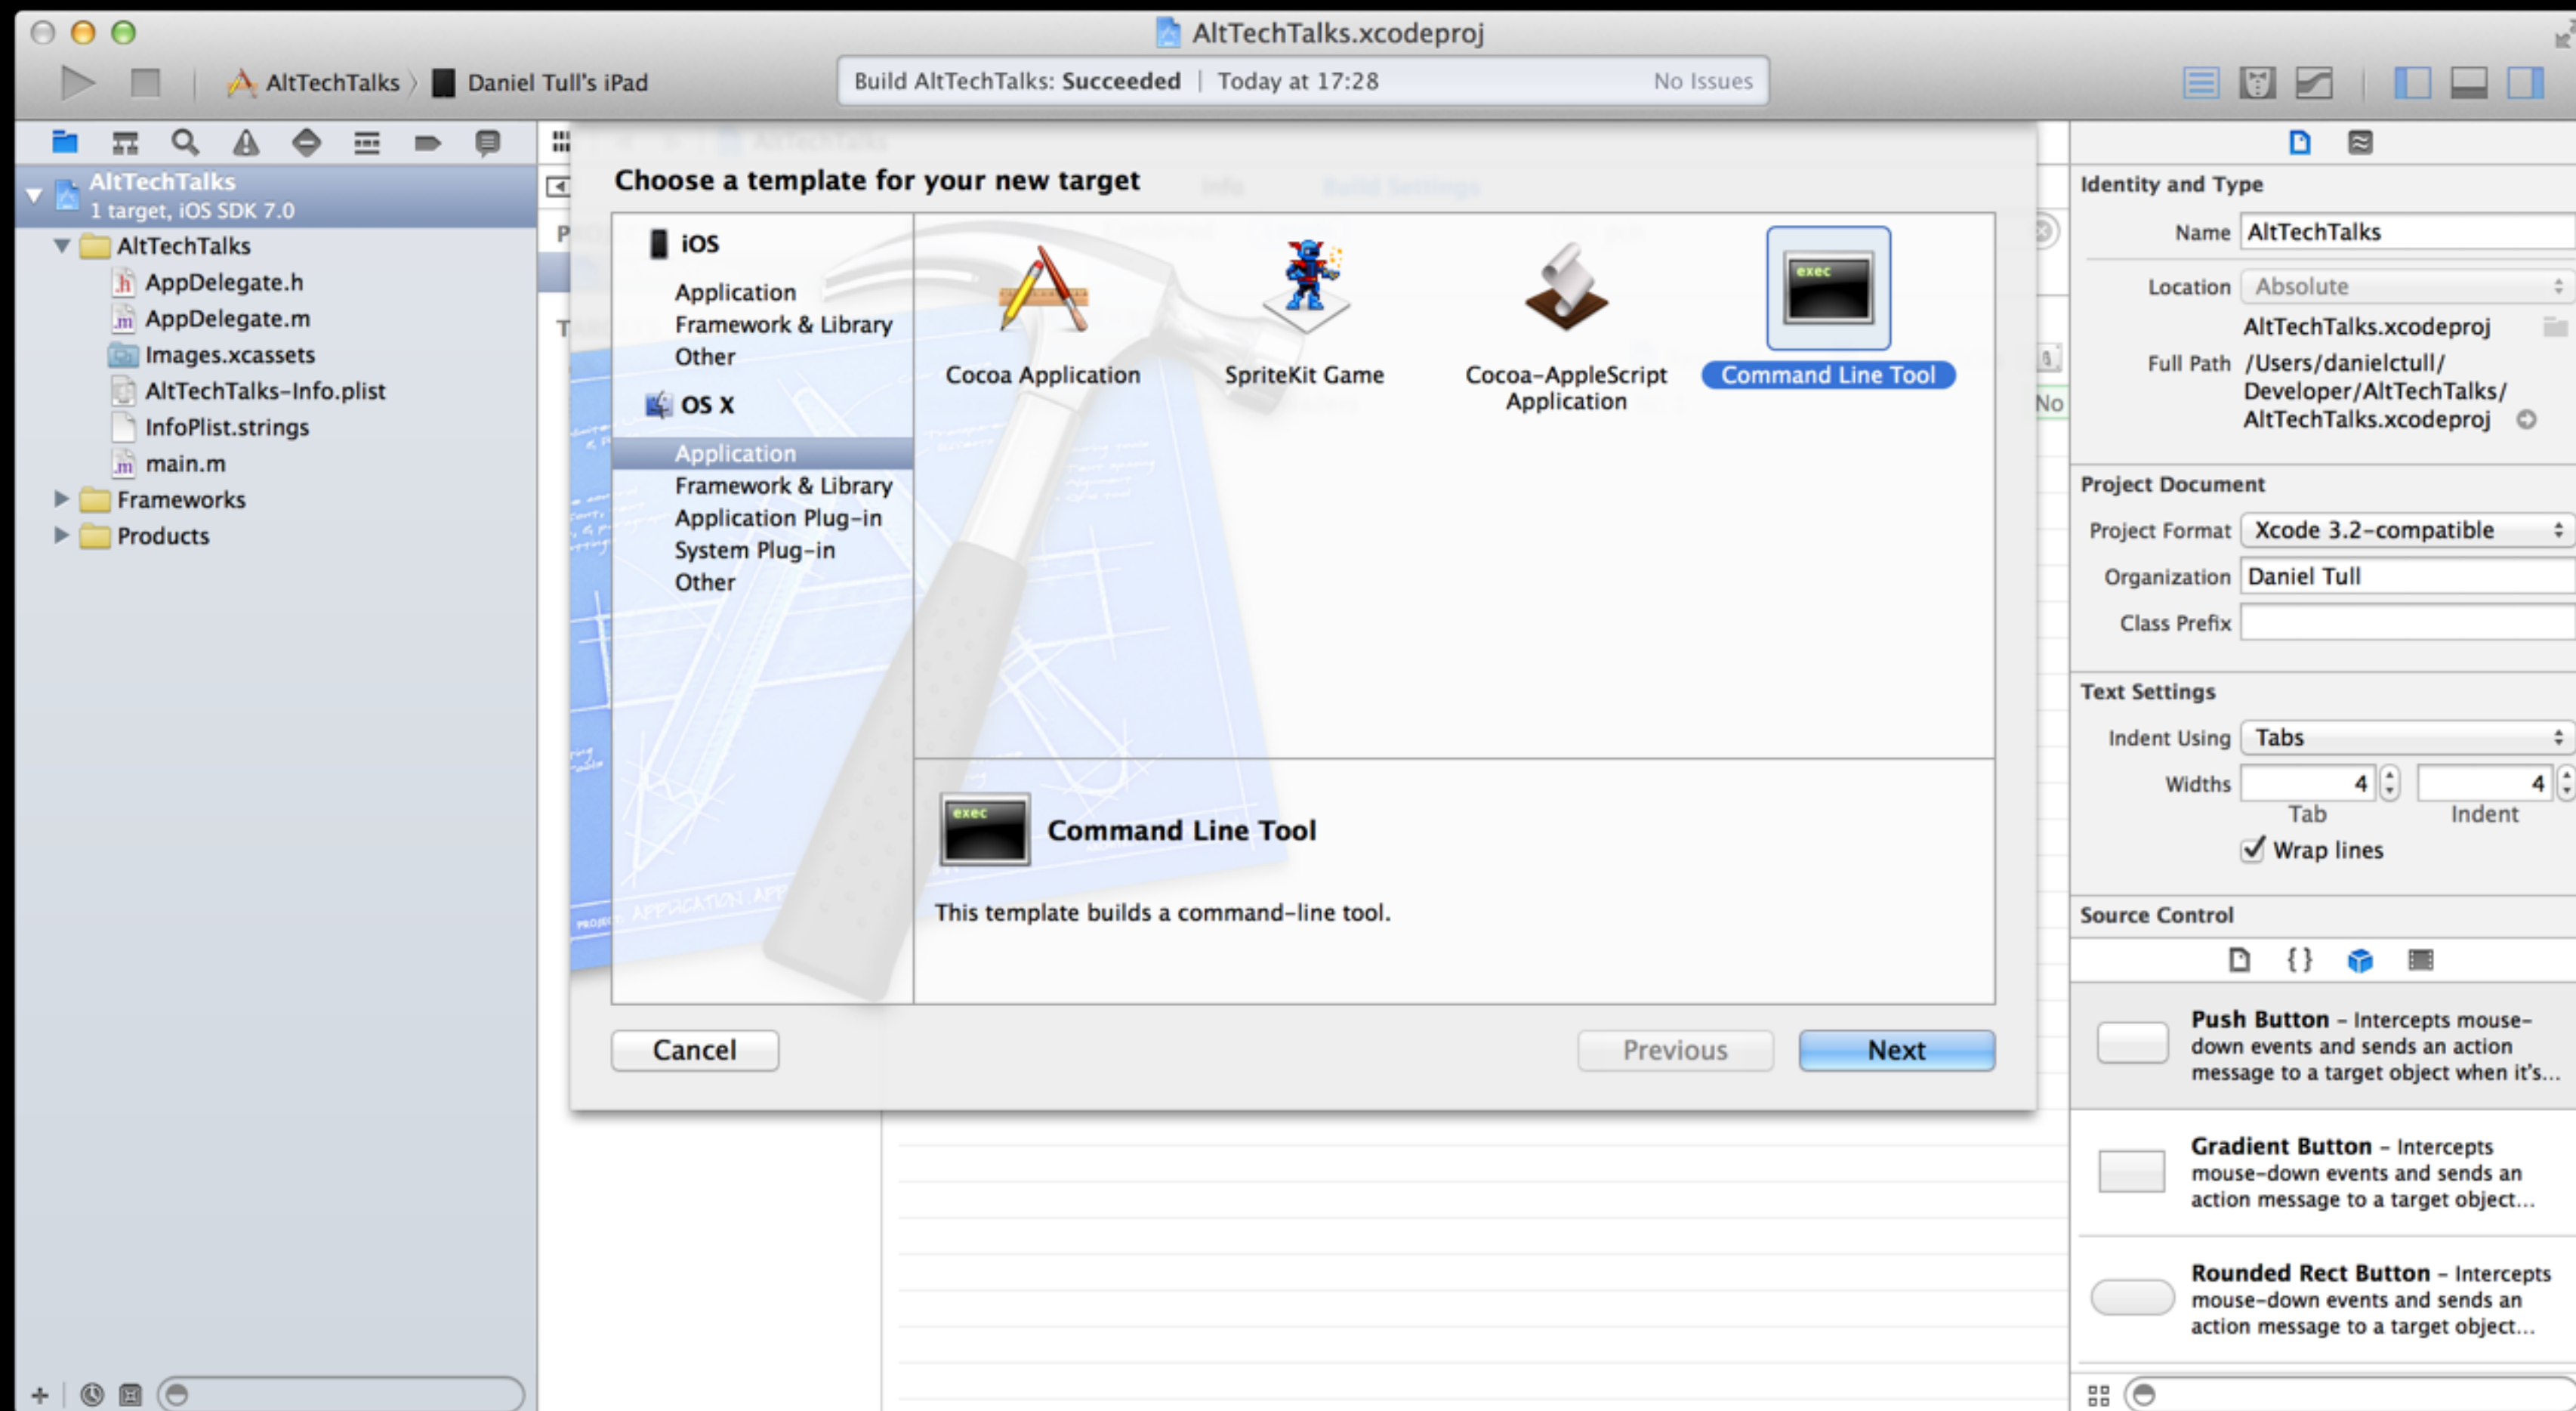 AltTechTalks.xcodeproj
AltTechTalks
Daniel Tull's iPad
Build AltTechTalks: Succeeded | Today at 17:28
No Issues
AltTechTalks
1 target, iOS SDK 7.0
AltTechTalks
AppDelegate.h
AppDelegate.m
Images.xcassets
AltTechTalks-Info.plist
InfoPlist.strings
main.m
Frameworks
Products
AltTechTalks
Info
Build Settings
Choose a template for your new target
iOS
Application
Framework & Library
Other
OS X
Application
Framework & Library
Application Plug-in
System Plug-in
Other
exec
Cocoa Application
SpriteKit Game
Cocoa-AppleScript
Application
Command Line Tool
No
exec
Command Line Tool
This template builds a command-line tool.
Cancel
Previous
Next
Identity and Type
Name AltTechTalks
Location Absolute
AltTechTalks.xcodeproj
Full Path /Users/danielctull/
Developer/AltTechTalks/
AltTechTalks.xcodeproj
Project Document
Project Format Xcode 3.2-compatible
Organization Daniel Tull
Class Prefix
Text Settings
Indent Using Tabs
Widths 4 4
Tab Indent
Wrap lines
Source Control
{ }
Push Button – Intercepts mouse-
down events and sends an action
message to a target object when it's...
Gradient Button – Intercepts
mouse-down events and sends an
action message to a target object...
Rounded Rect Button – Intercepts
mouse-down events and sends an
action message to a target object...